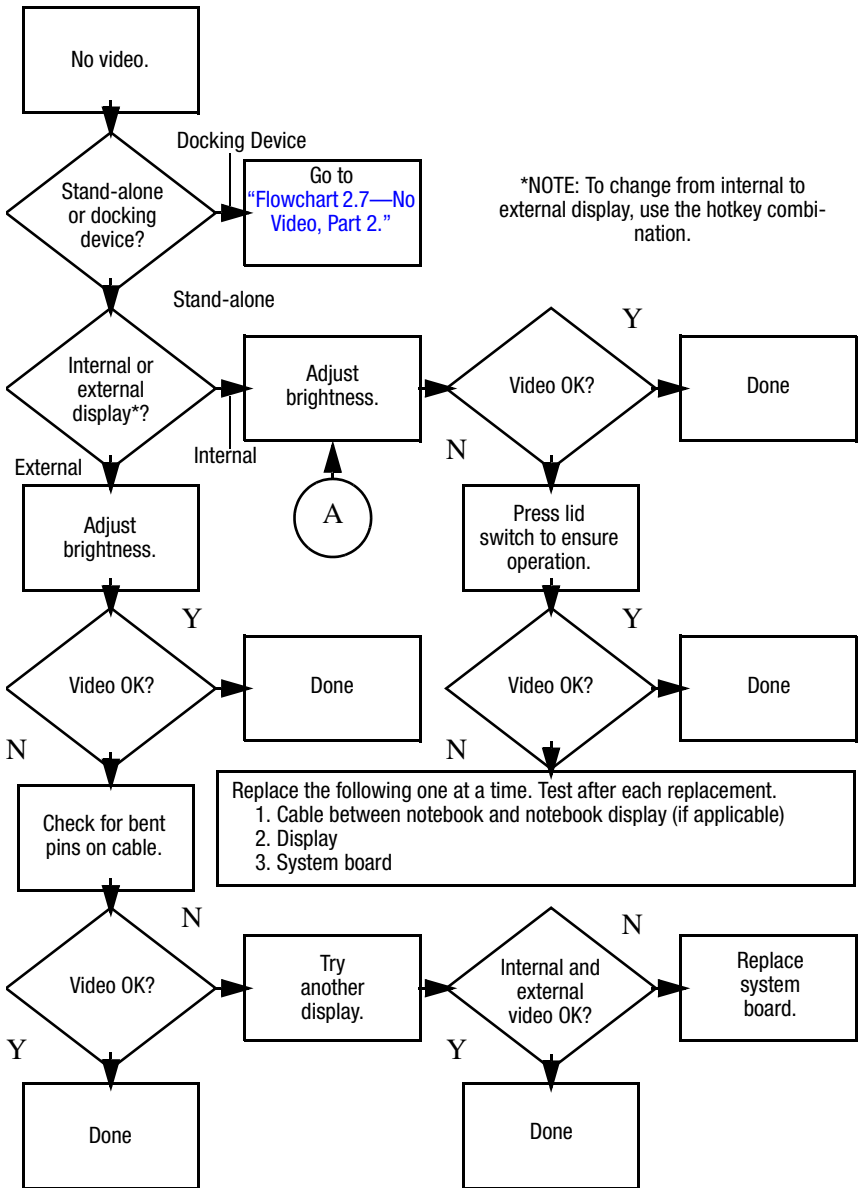 No video.
Docking Device
Stand-alone
or docking
device?
Go to
“Flowchart 2.7—No
Video, Part 2.”
*NOTE: To change from internal to
external display, use the hotkey combi-
nation.
Stand-alone
Internal or
external
display*?
Internal
External
Adjust
brightness.
A
Video OK?
Y
Done
N
Press lid
switch to ensure
operation.
Adjust
brightness.
Y
Video OK?
Done
N
Y
Video OK?
Done
N
Replace the following one at a time. Test after each replacement.
1. Cable between notebook and notebook display (if applicable)
2. Display
3. System board
Check for bent
pins on cable.
N
Video OK?
Y
Try
another
display.
Internal and
external
video OK?
N
Replace
system
board.
Y
Done
Done